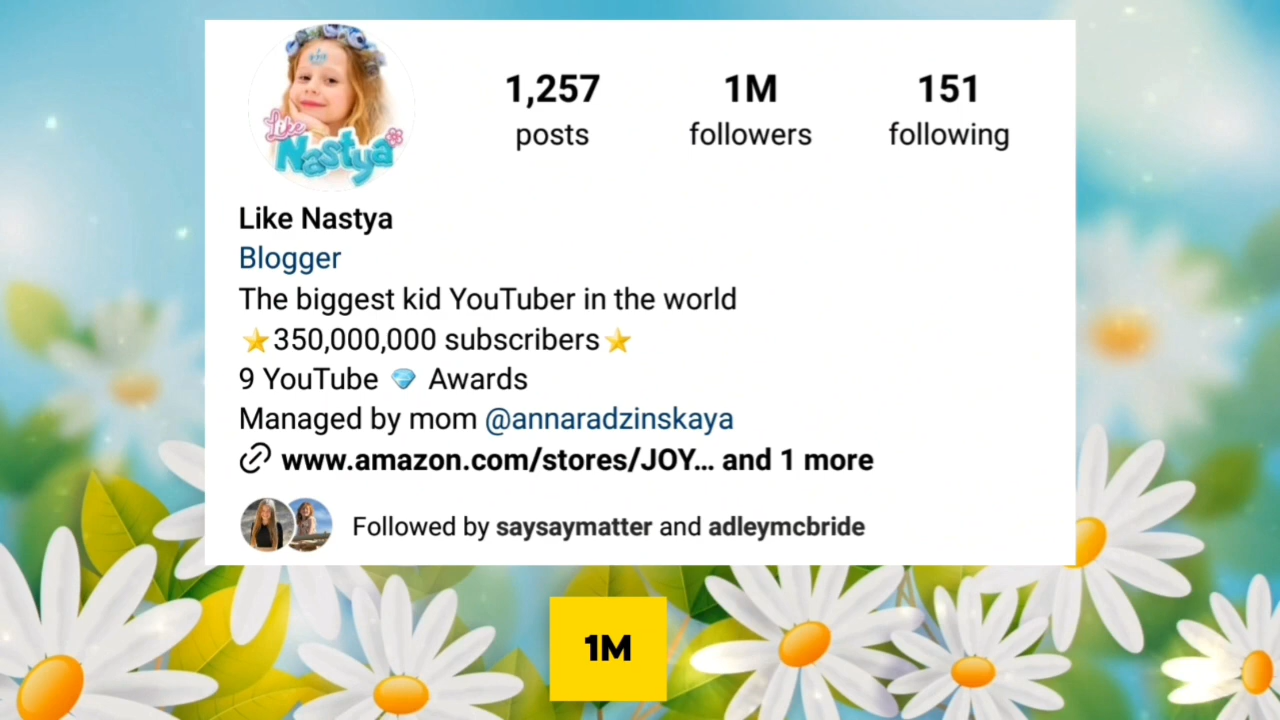 Like
Nastya
1,257 1M 151
posts followers following
Like Nastya
Blogger
The biggest kid YouTuber in the world
⭐350,000,000 subscribers⭐
9 YouTube 💎 Awards
Managed by mom @annaradzinskaya
www.amazon.com/stores/JOY... and 1 more
Followed by saysaymatter and adleymcbride
1M